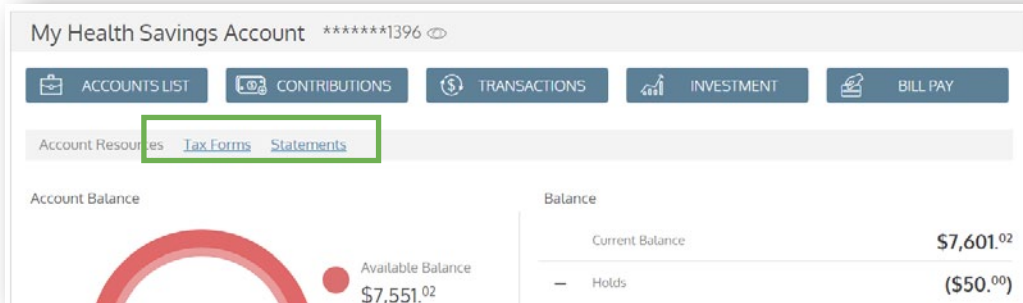 My Health Savings Account *******1396
ACCOUNTS LIST CONTRIBUTIONS TRANSACTIONS INVESTMENT BILL PAY
Account Resources Tax Forms Statements
Account Balance
Available Balance
$7,551.02
Balance
Current Balance $7,601.02
– Holds ($50.00)